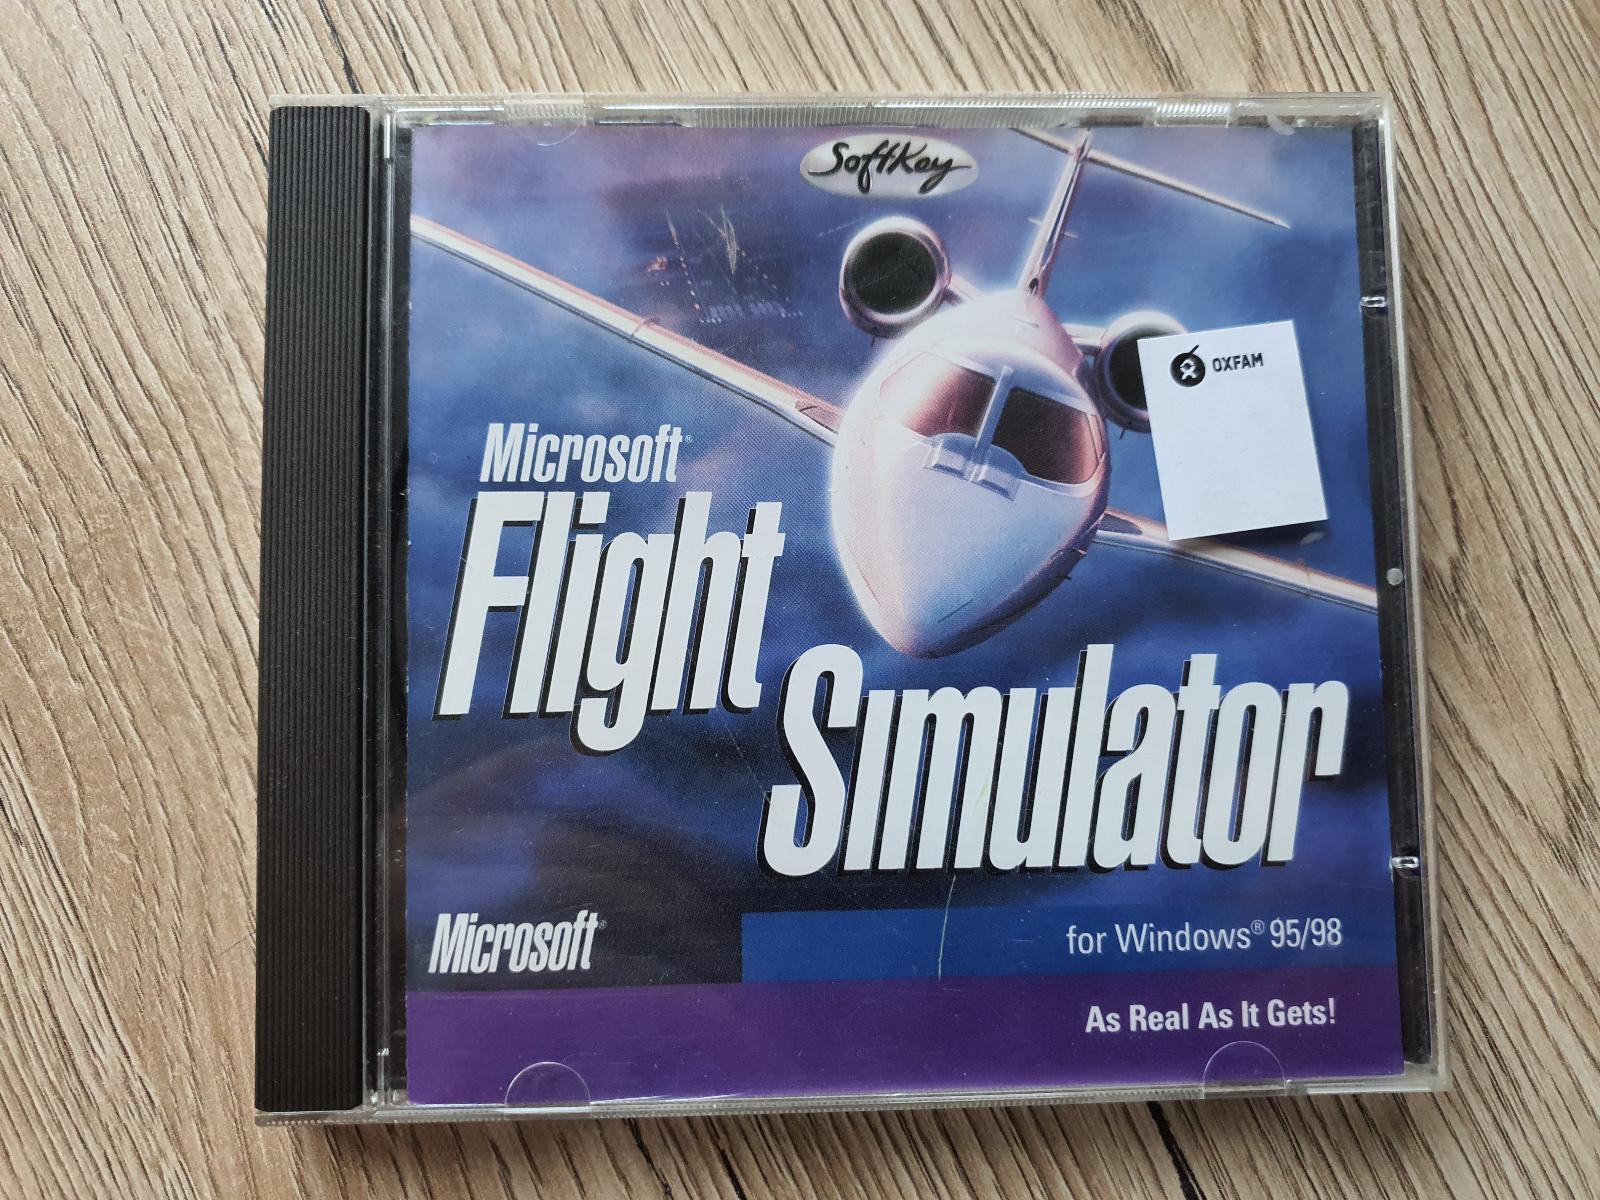 SoftKey
OXFAM
Microsoft®
Flight
Simulator
Microsoft®
for Windows® 95/98
As Real As It Gets!